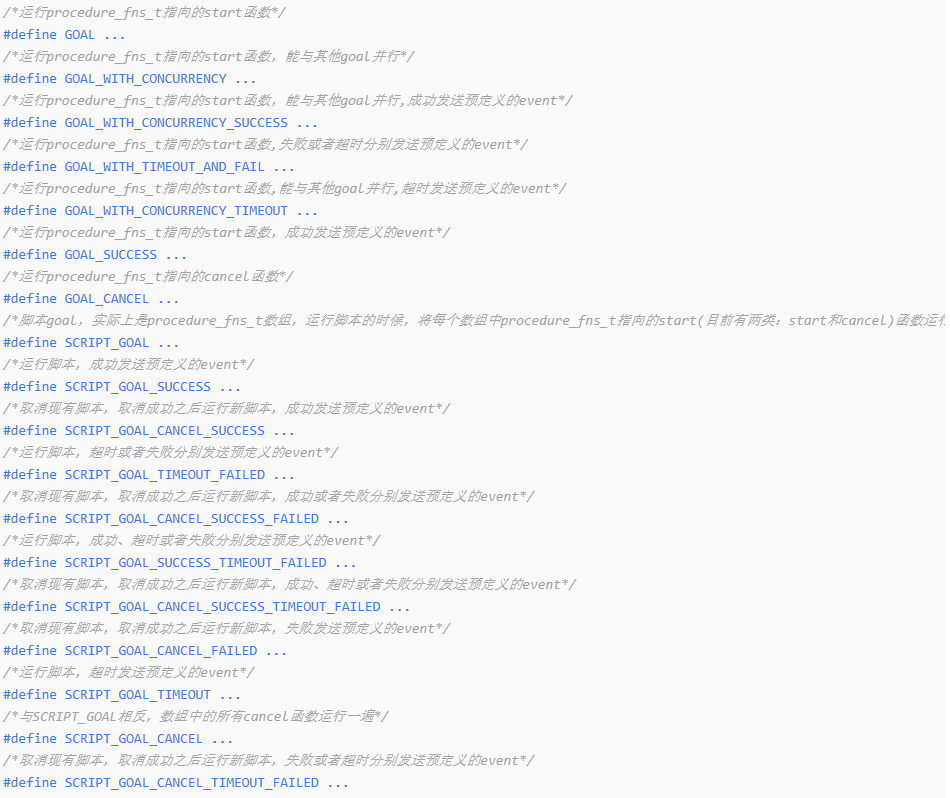 /*运行procedure_fns_t指向的start函数*/
#define GOAL ...
/*运行procedure_fns_t指向的start函数，能与其他goal并行*/
#define GOAL_WITH_CONCURRENCY ...
/*运行procedure_fns_t指向的start函数，能与其他goal并行,成功发送预定义的event*/
#define GOAL_WITH_CONCURRENCY_SUCCESS ...
/*运行procedure_fns_t指向的start函数,失败或者超时分别发送预定义的event*/
#define GOAL_WITH_TIMEOUT_AND_FAIL ...
/*运行procedure_fns_t指向的start函数,能与其他goal并行,超时发送预定义的event*/
#define GOAL_WITH_CONCURRENCY_TIMEOUT ...
/*运行procedure_fns_t指向的start函数，成功发送预定义的event*/
#define GOAL_SUCCESS ...
/*运行procedure_fns_t指向的cancel函数*/
#define GOAL_CANCEL ...
/*脚本goal，实际上是procedure_fns_t数组，运行脚本的时候，将每个数组中procedure_fns_t指向的start(目前有两类：start和cancel)函数运行
#define SCRIPT_GOAL ...
/*运行脚本，成功发送预定义的event*/
#define SCRIPT_GOAL_SUCCESS ...
/*取消现有脚本，取消成功之后运行新脚本，成功发送预定义的event*/
#define SCRIPT_GOAL_CANCEL_SUCCESS ...
/*运行脚本，超时或者失败分别发送预定义的event*/
#define SCRIPT_GOAL_TIMEOUT_FAILED ...
/*取消现有脚本，取消成功之后运行新脚本，成功或者失败分别发送预定义的event*/
#define SCRIPT_GOAL_CANCEL_SUCCESS_FAILED ...
/*运行脚本，成功、超时或者失败分别发送预定义的event*/
#define SCRIPT_GOAL_SUCCESS_TIMEOUT_FAILED ...
/*取消现有脚本，取消成功之后运行新脚本，成功、超时或者失败分别发送预定义的event*/
#define SCRIPT_GOAL_CANCEL_SUCCESS_TIMEOUT_FAILED ...
/*取消现有脚本，取消成功之后运行新脚本，失败发送预定义的event*/
#define SCRIPT_GOAL_CANCEL_FAILED ...
/*运行脚本，超时发送预定义的event*/
#define SCRIPT_GOAL_TIMEOUT ...
/*与SCRIPT_GOAL相反，数组中的所有cancel函数运行一遍*/
#define SCRIPT_GOAL_CANCEL ...
/*取消现有脚本，取消成功之后运行新脚本，失败或者超时分别发送预定义的event*/
#define SCRIPT_GOAL_CANCEL_TIMEOUT_FAILED ...